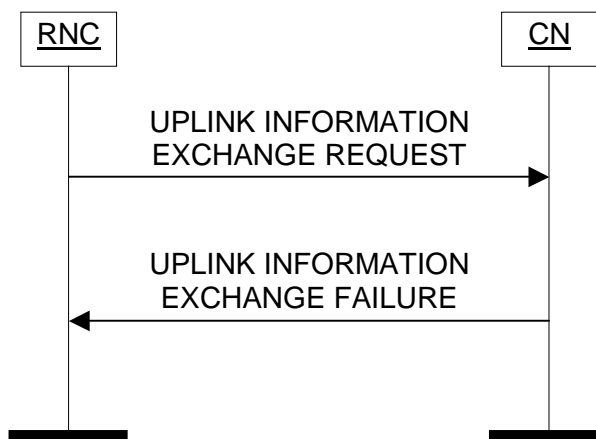 RNC
CN
UPLINK INFORMATION
EXCHANGE REQUEST
UPLINK INFORMATION
EXCHANGE FAILURE